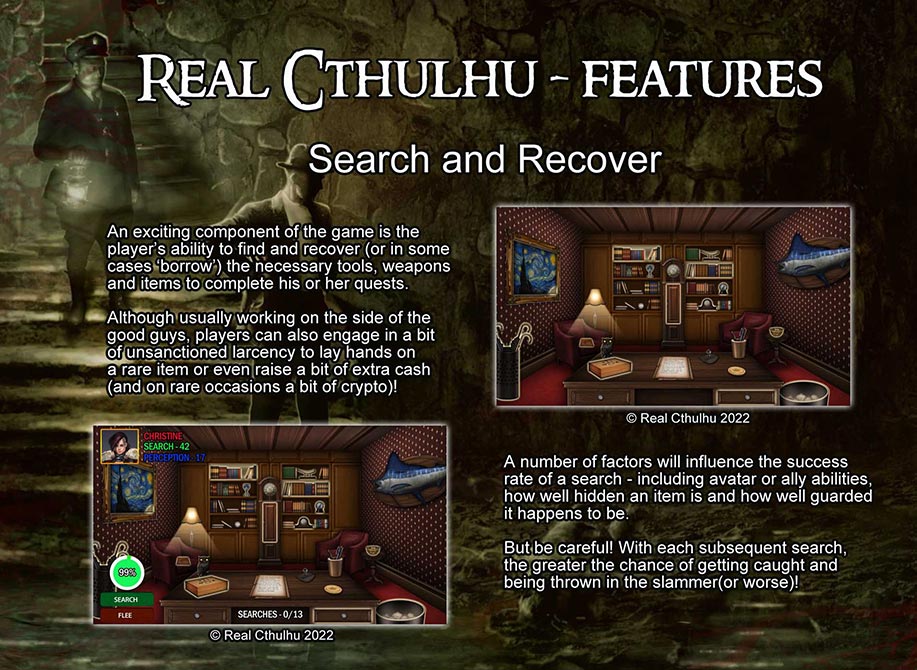 REAL CTHULHU - FEATURES
Search and Recover
An exciting component of the game is the
player's ability to find and recover (or in some
cases 'borrow') the necessary tools, weapons
and items to complete his or her quests.
Although usually working on the side of the
good guys, players can also engage in a bit
of unsanctioned larcency to lay hands on
a rare item or even raise a bit of extra cash
(and on rare occasions a bit of crypto)!
© Real Cthulhu 2022
CHRISTINE
SEARCH - 42
PERCEPTION - 17
99%
SEARCH
FLEE
SEARCHES - 0/13
© Real Cthulhu 2022
A number of factors will influence the success
rate of a search - including avatar or ally abilities,
how well hidden an item is and how well guarded
it happens to be.
But be careful! With each subsequent search,
the greater the chance of getting caught and
being thrown in the slammer(or worse)!